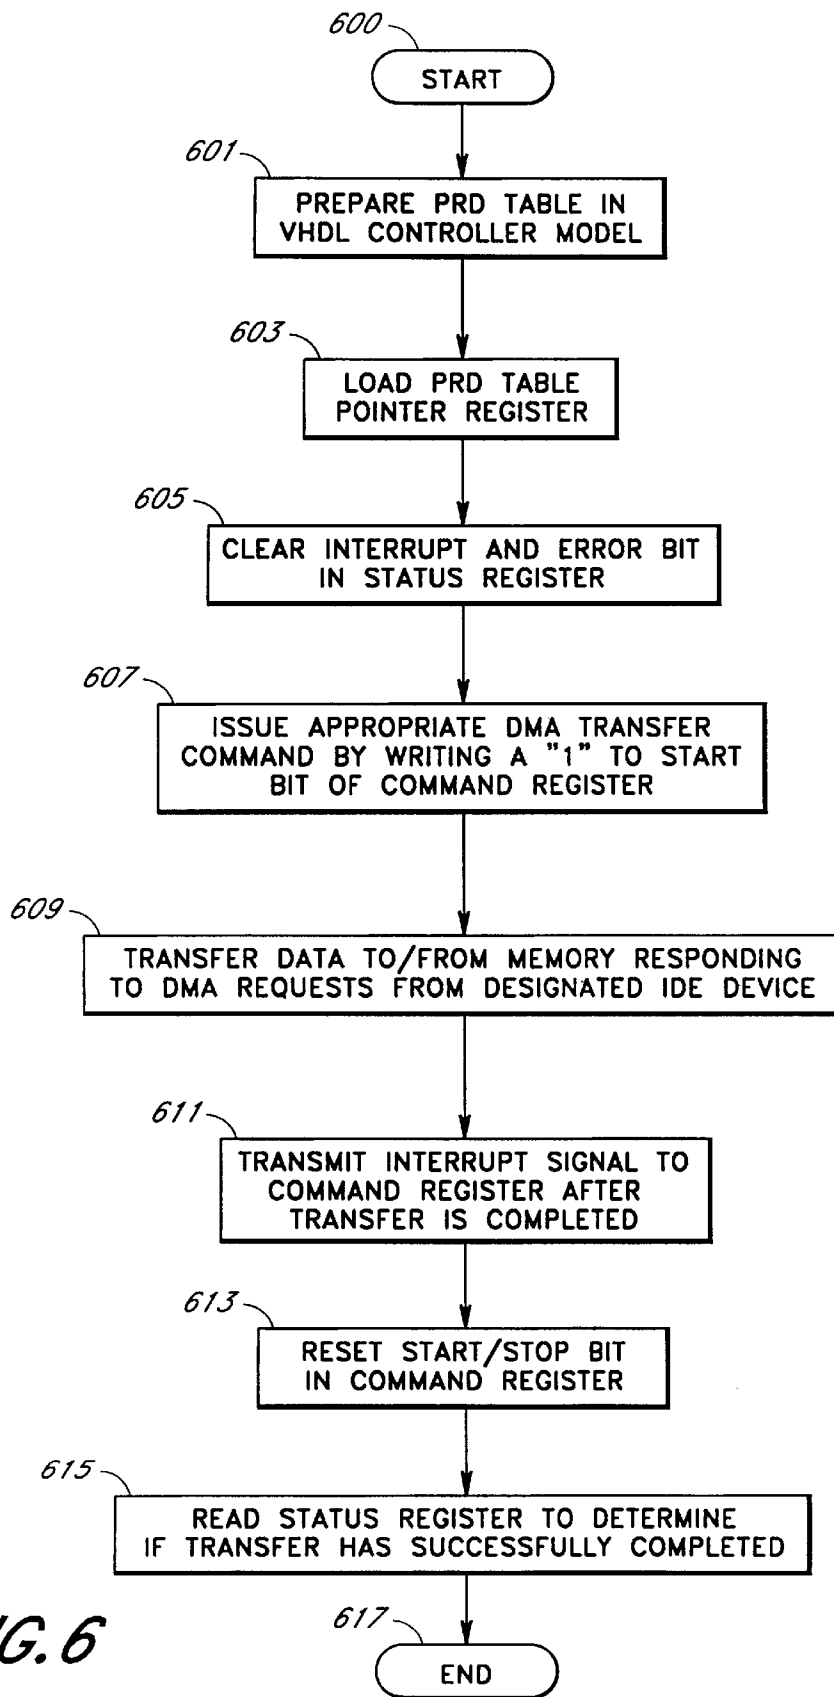 600
START
601
PREPARE PRD TABLE IN
VHDL CONTROLLER MODEL
603
LOAD PRD TABLE
POINTER REGISTER
605
CLEAR INTERRUPT AND ERROR BIT
IN STATUS REGISTER
607
ISSUE APPROPRIATE DMA TRANSFER
COMMAND BY WRITING A "1" TO START
BIT OF COMMAND REGISTER
609
TRANSFER DATA TO/FROM MEMORY RESPONDING
TO DMA REQUESTS FROM DESIGNATED IDE DEVICE
611
TRANSMIT INTERRUPT SIGNAL TO
COMMAND REGISTER AFTER
TRANSFER IS COMPLETED
613
RESET START/STOP BIT
IN COMMAND REGISTER
615
READ STATUS REGISTER TO DETERMINE
IF TRANSFER HAS SUCCESSFULLY COMPLETED
617
END
G.6